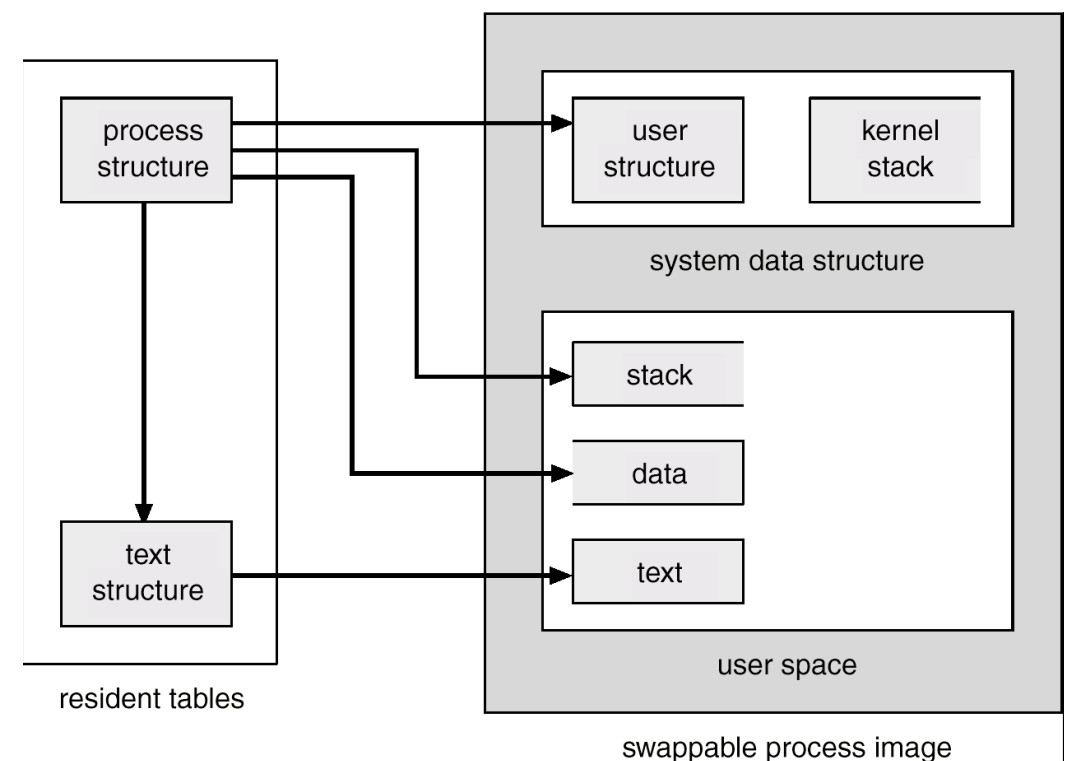 process
structure
text
structure
resident tables
user
structure
kernel
stack
system data structure
stack
data
text
user space
swappable process image